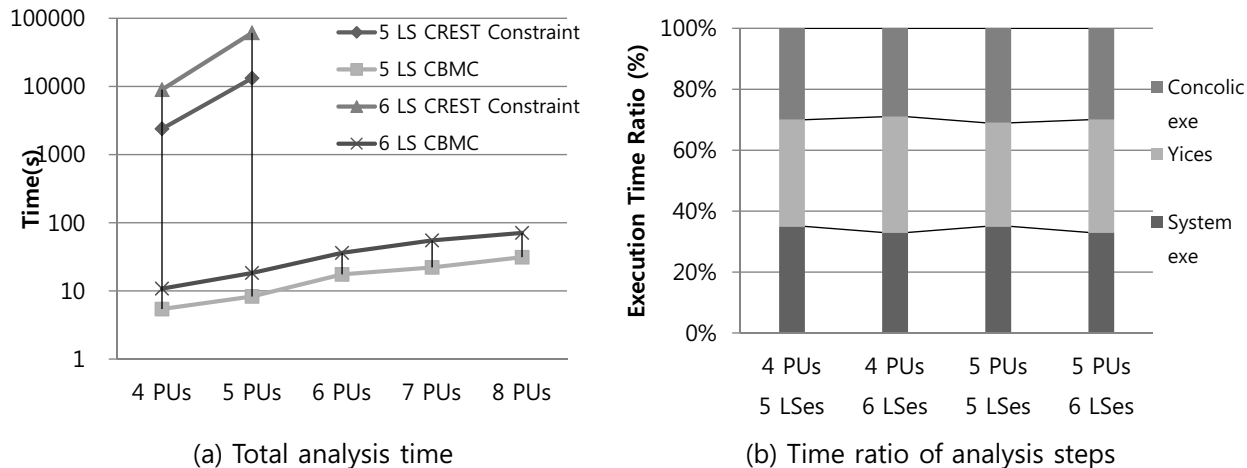 100000
10000
1000
100
10
1
Time(s)
4 PUs 5 PUs 6 PUs 7 PUs 8 PUs
5 LS CREST Constraint
5 LS CBMC
6 LS CREST Constraint
6 LS CBMC
(a) Total analysis time
100%
80%
60%
40%
20%
0%
Execution Time Ratio (%)
4 PUs 4 PUs 5 PUs 5 PUs
5 LSes 6 LSes 5 LSes 6 LSes
Concolic
exe
Yices
System
exe
(b) Time ratio of analysis steps